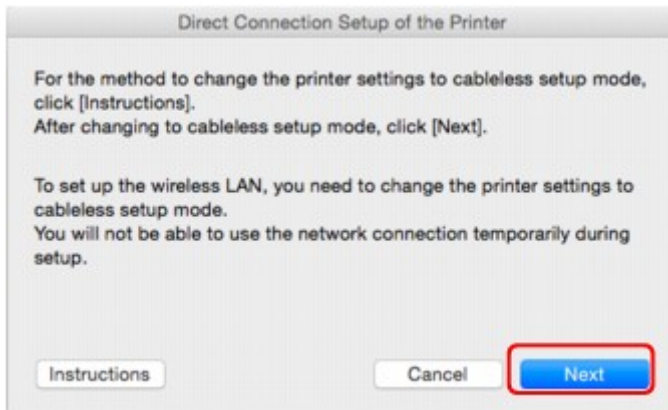 Direct Connection Setup of the Printer
For the method to change the printer settings to cableless setup mode,
click [Instructions].
After changing to cableless setup mode, click [Next].
To set up the wireless LAN, you need to change the printer settings to
cableless setup mode.
You will not be able to use the network connection temporarily during
setup.
Instructions Cancel Next